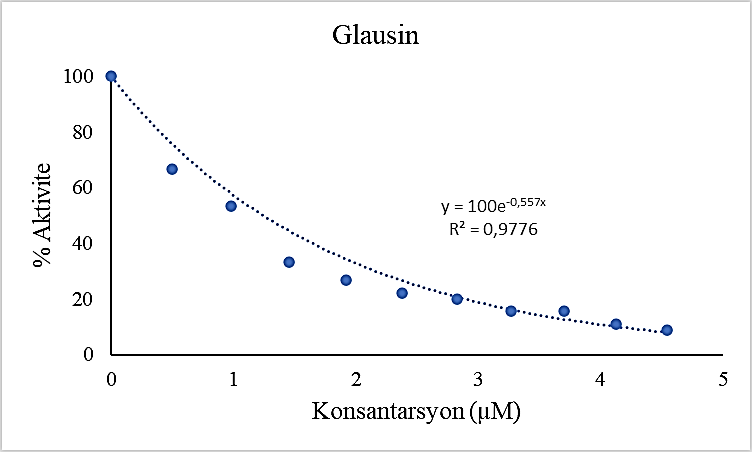 Glausin
100
80
60
40
20
0
% Aktivite
y = 100e⁻⁰,⁵⁵⁷ˣ
R² = 0,9776
0 1 2 3 4 5
Konsantarsyon (µM)